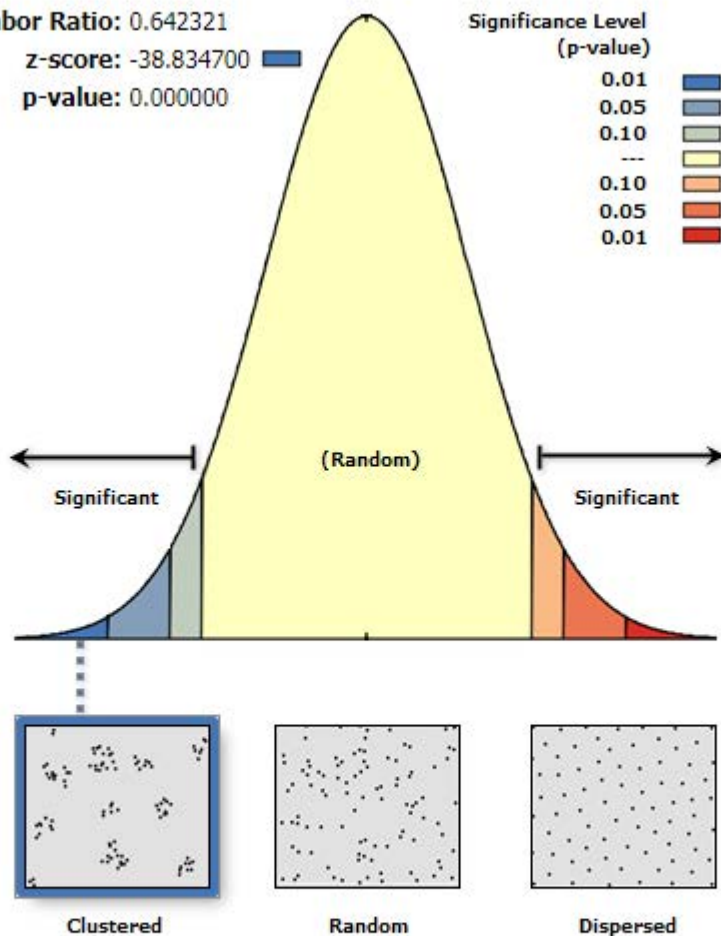 bor Ratio: 0.642321
z-score: -38.834700
p-value: 0.000000
Significance Level
(p-value)
0.01
0.05
0.10
---
0.10
0.05
0.01
(Random)
Significant
Significant
Clustered
Random
Dispersed